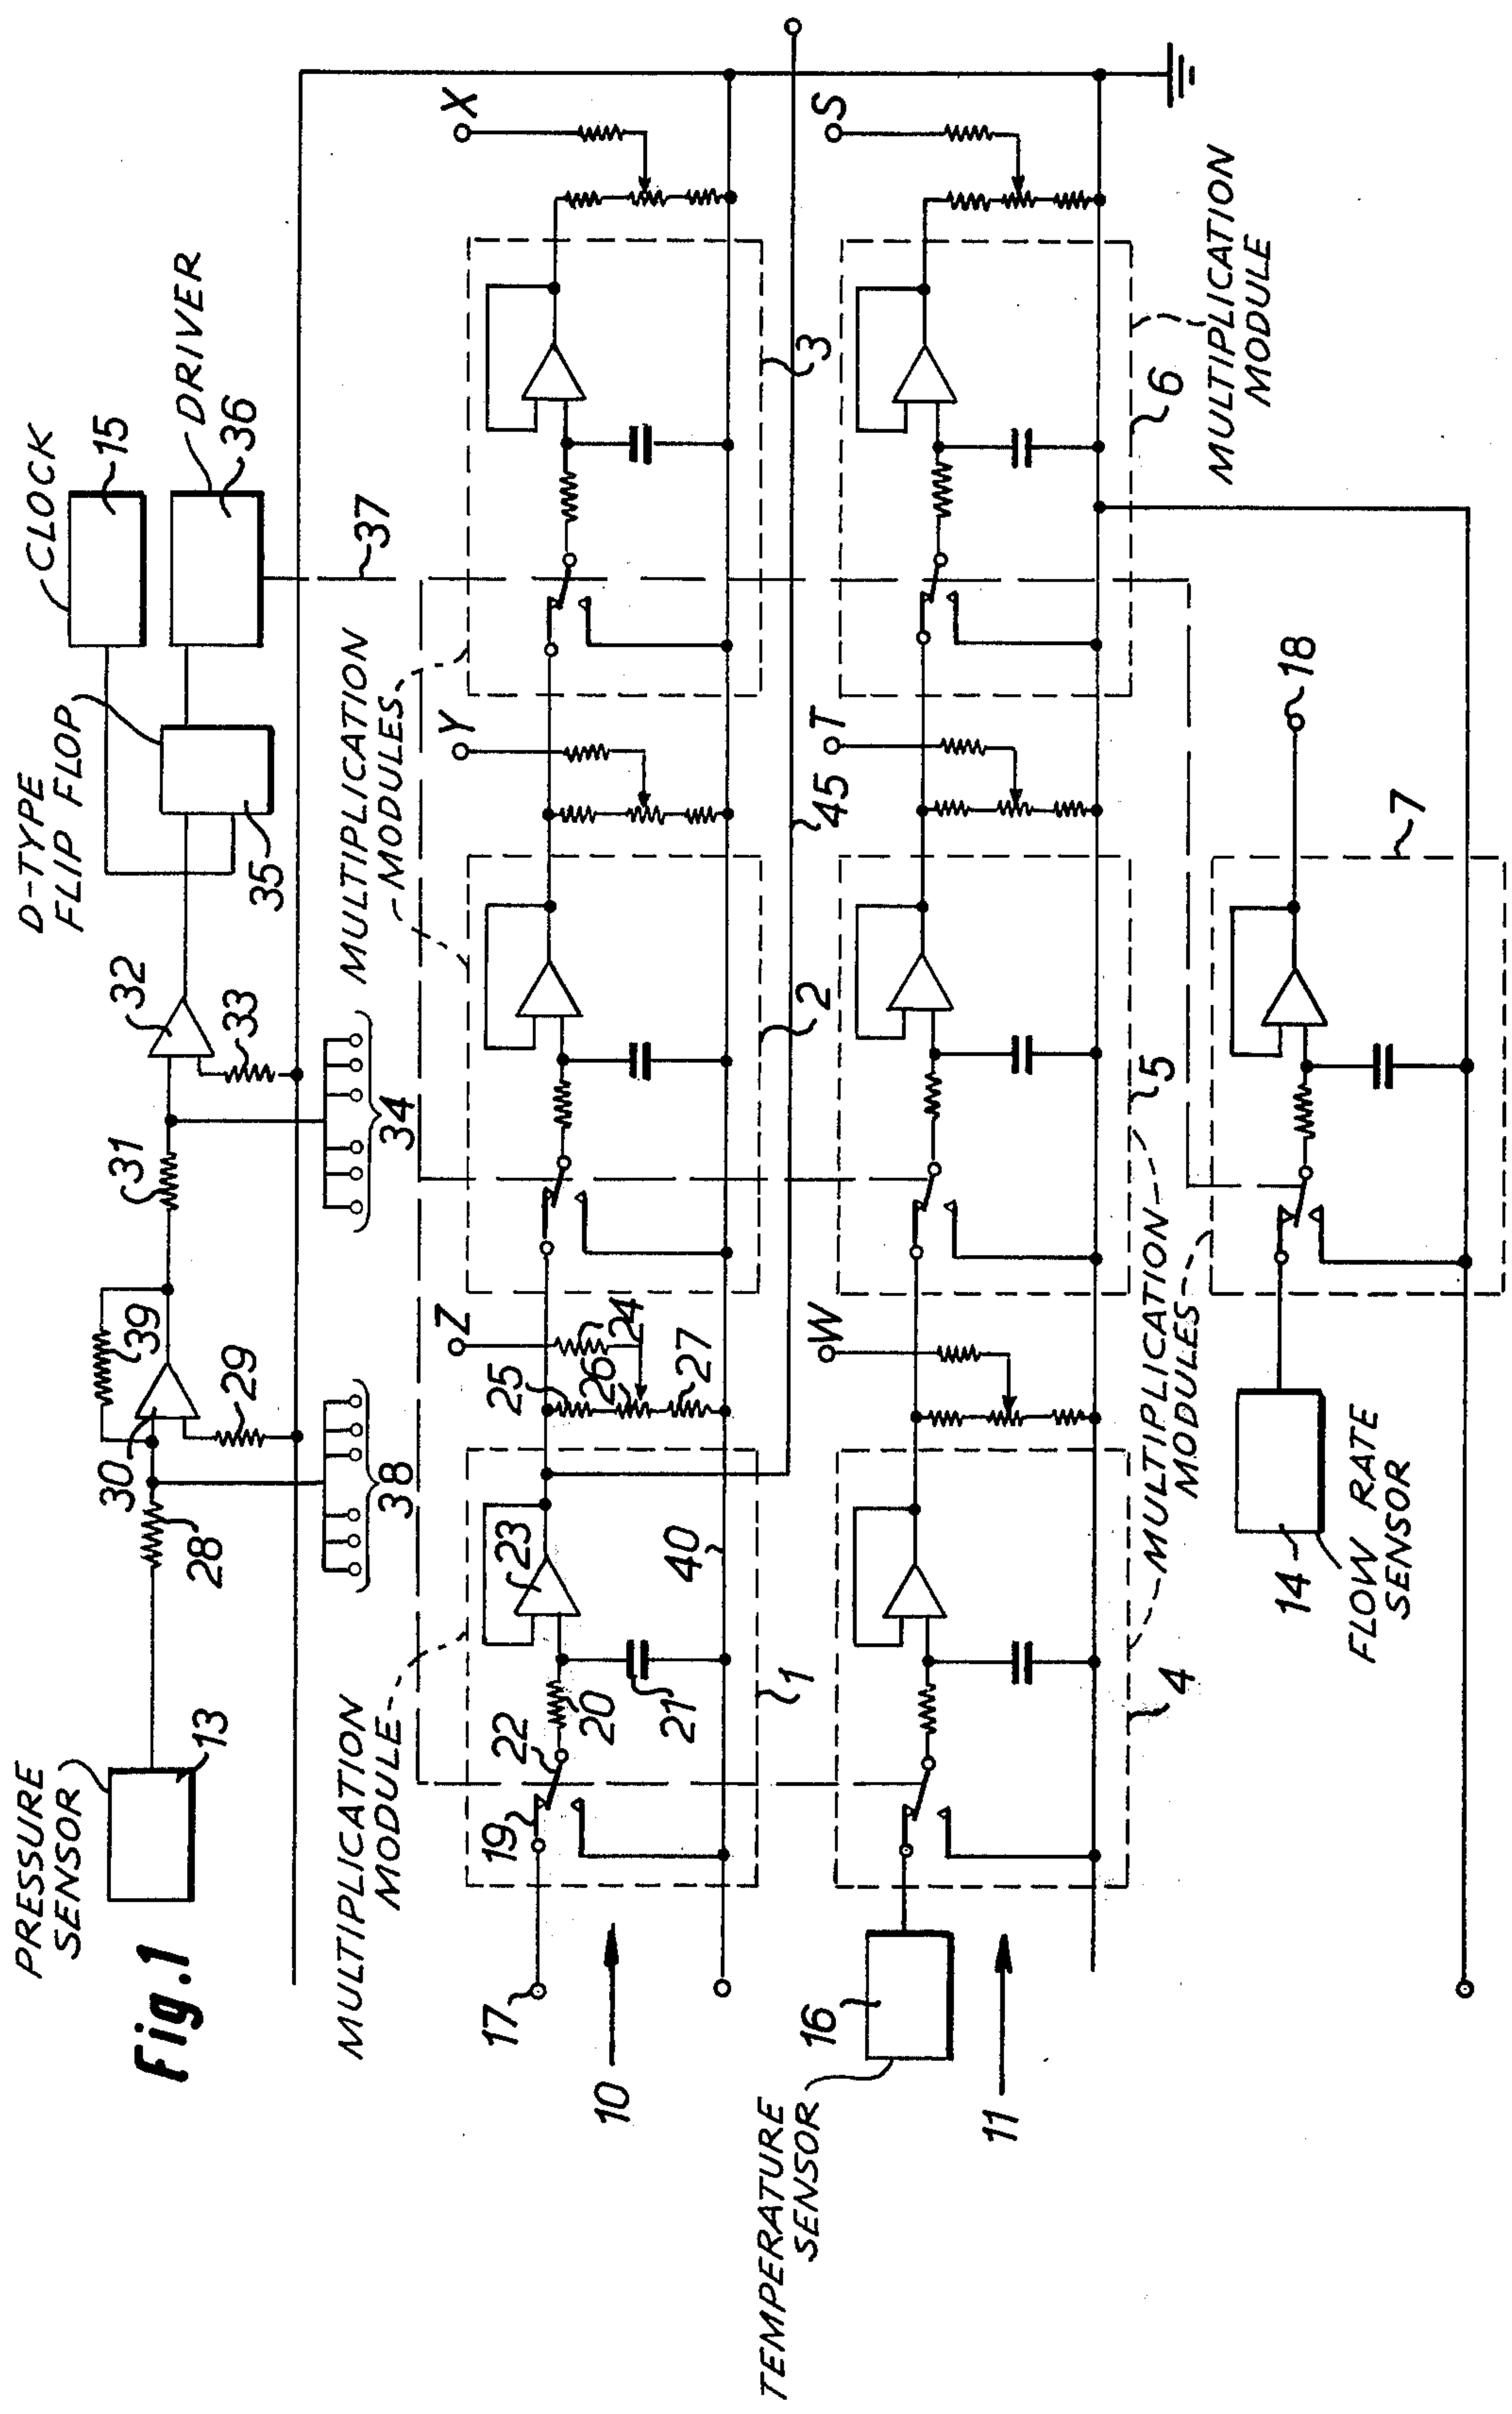 Fig.1
PRESSURE
SENSOR
13
28
30
39
29
31
32
33
38
34
D-TYPE
FLIP FLOP
35
CLOCK
15
DRIVER
36
37
MULTIPLICATION
MODULE
MULTIPLICATION
MODULES
17
10
19
22
20
21
23
40
1
Z
25
24
26
27
2
Y
45
3
X
TEMPERATURE
SENSOR
16
11
4
W
5
T
6
S
MULTIPLICATION
MODULE
MULTIPLICATION
MODULES
14
FLOW RATE
SENSOR
7
18